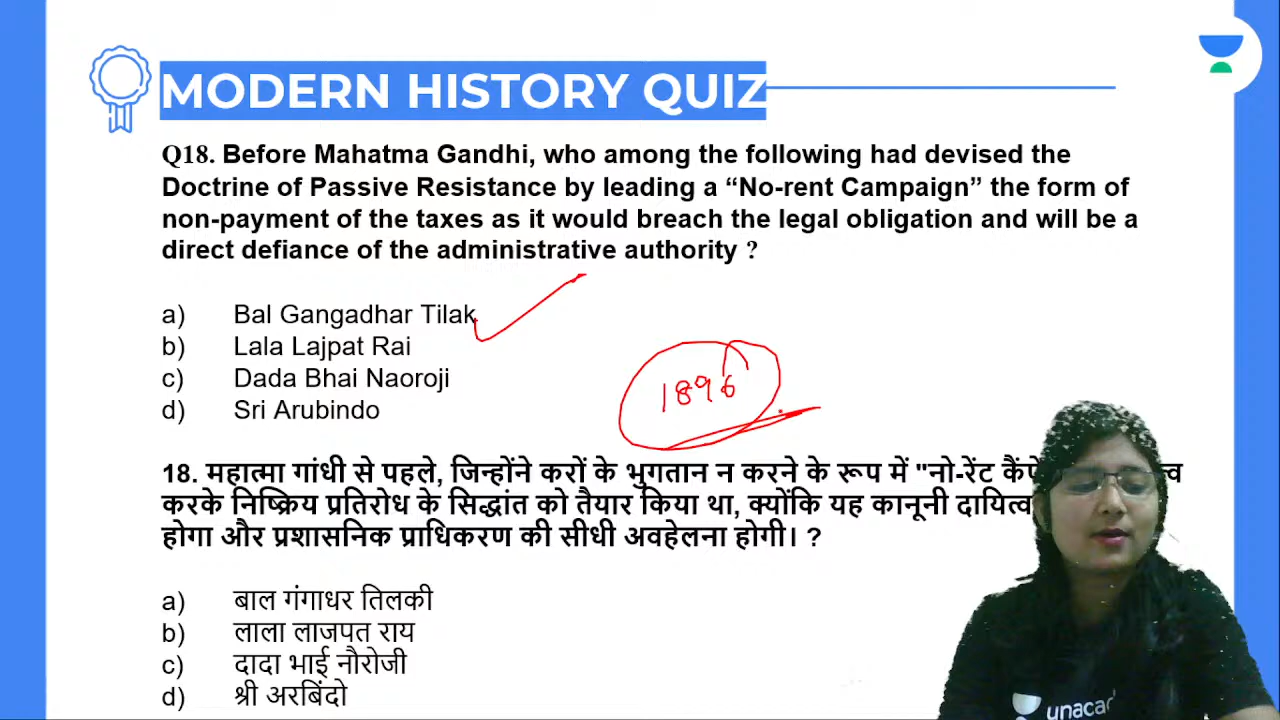 MODERN HISTORY QUIZ
Q18. Before Mahatma Gandhi, who among the following had devised the
Doctrine of Passive Resistance by leading a “No-rent Campaign” the form of
non-payment of the taxes as it would breach the legal obligation and will be a
direct defiance of the administrative authority ?
a) Bal Gangadhar Tilak
b) Lala Lajpat Rai
c) Dada Bhai Naoroji
d) Sri Arubindo
1896
18. महात्मा गांधी से पहले, जिन्होंने करों के भुगतान न करने के रूप में "नो-रेंट
करके निष्क्रिय प्रतिरोध के सिद्धांत को तैयार किया था, क्योंकि यह कानूनी
होगा और प्रशासनिक प्राधिकरण की सीधी अवहेलना होगी। ?
a) बाल गंगाधर तिलकी
b) लाला लाजपत राय
c) दादा भाई नौरोजी
d) श्री अरबिंदो
unacad